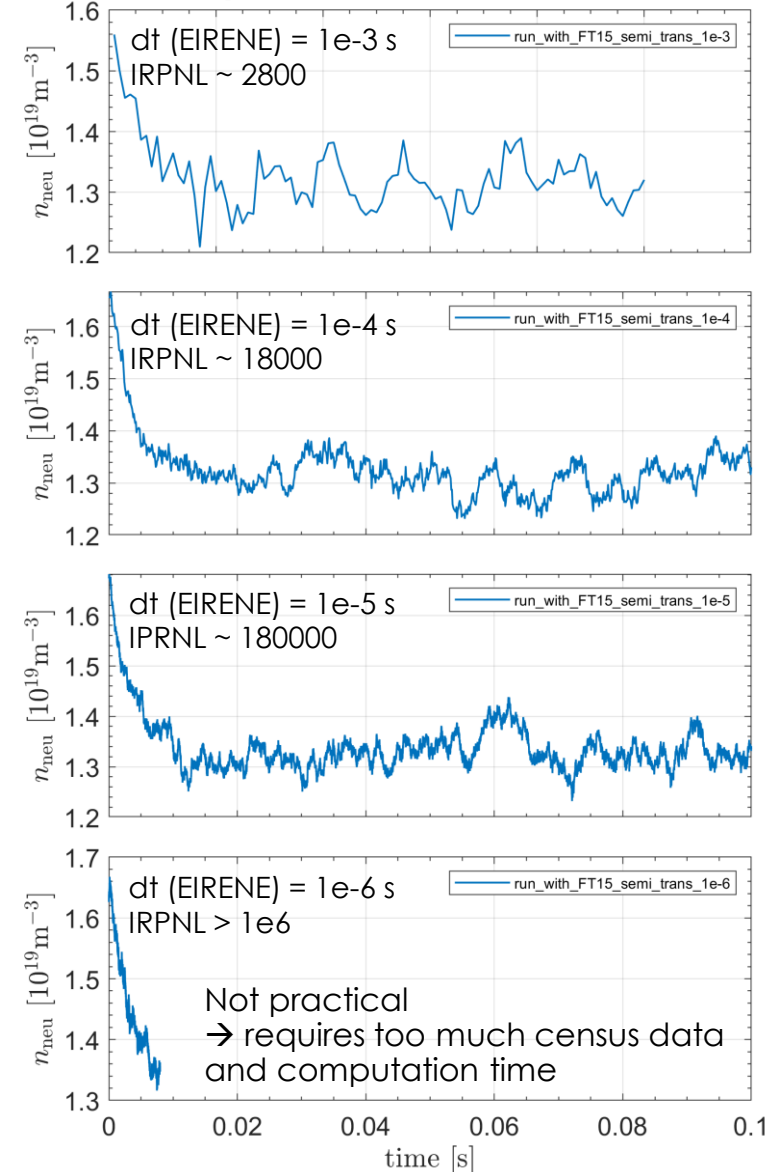 1.6
dt (EIRENE) = 1e-3 s
run_with_FT15_semi_trans_1e-3
IRPNL ~ 2800
1.5
n_neu [10^19 m^−3]
1.4
1.3
1.2
dt (EIRENE) = 1e-4 s
run_with_FT15_semi_trans_1e-4
1.6
IRPNL ~ 18000
1.5
n_neu [10^19 m^−3]
1.4
1.3
1.2
dt (EIRENE) = 1e-5 s
run_with_FT15_semi_trans_1e-5
1.6
IPRNL ~ 180000
1.5
n_neu [10^19 m^−3]
1.4
1.3
1.2
1.7
dt (EIRENE) = 1e-6 s
run_with_FT15_semi_trans_1e-6
1.6
IRPNL > 1e6
n_neu [10^19 m^−3]
1.5
Not practical
→ requires too much census data
1.4
and computation time
1.3
0 0.02 0.04 0.06 0.08 0.1
time [s]